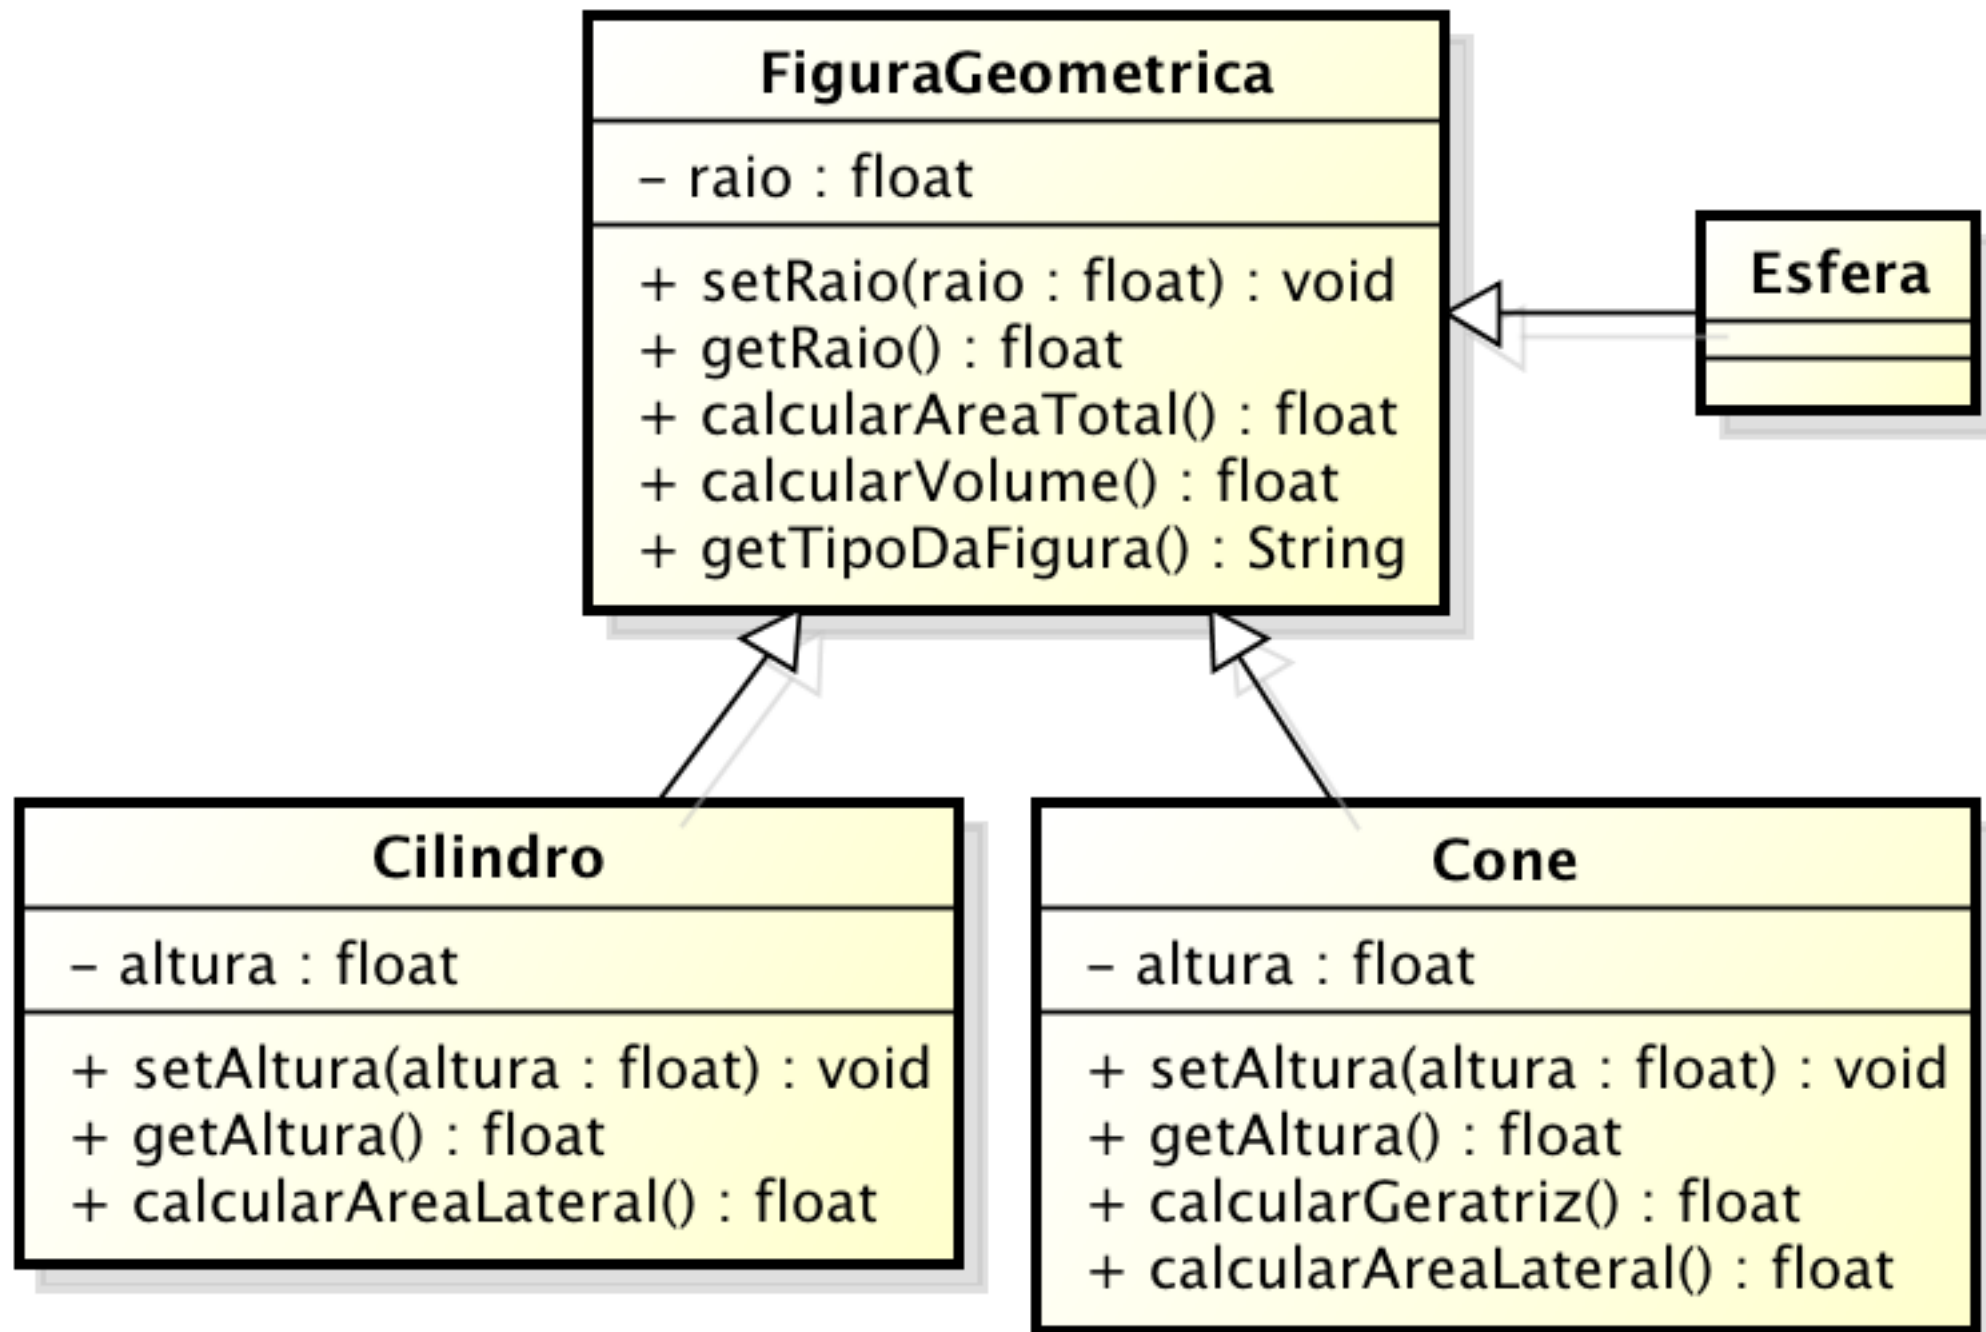 FiguraGeometrica
– raio : float
+ setRaio(raio : float) : void
+ getRaio() : float
+ calcularAreaTotal() : float
+ calcularVolume() : float
+ getTipoDaFigura() : String
Esfera
Cilindro
– altura : float
+ setAltura(altura : float) : void
+ getAltura() : float
+ calcularAreaLateral() : float
Cone
– altura : float
+ setAltura(altura : float) : void
+ getAltura() : float
+ calcularGeratriz() : float
+ calcularAreaLateral() : float